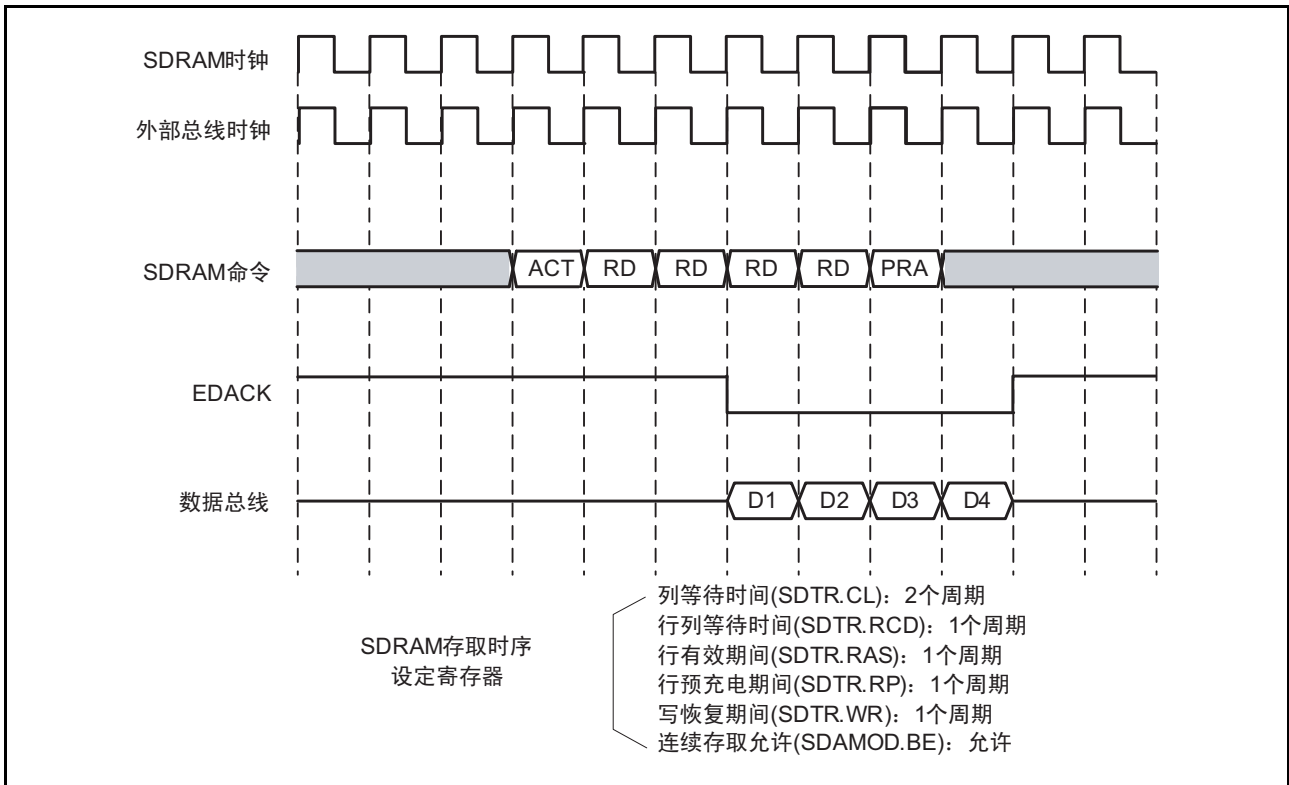 SDRAM时钟
外部总线时钟
SDRAM命令
ACT RD RD RD RD PRA
EDACK
数据总线
D1 D2 D3 D4
SDRAM存取时序
设定寄存器
列等待时间(SDTR.CL)：2个周期
行列等待时间(SDTR.RCD)：1个周期
行有效期间(SDTR.RAS)：1个周期
行预充电期间(SDTR.RP)：1个周期
写恢复期间(SDTR.WR)：1个周期
连续存取允许(SDAMOD.BE)：允许